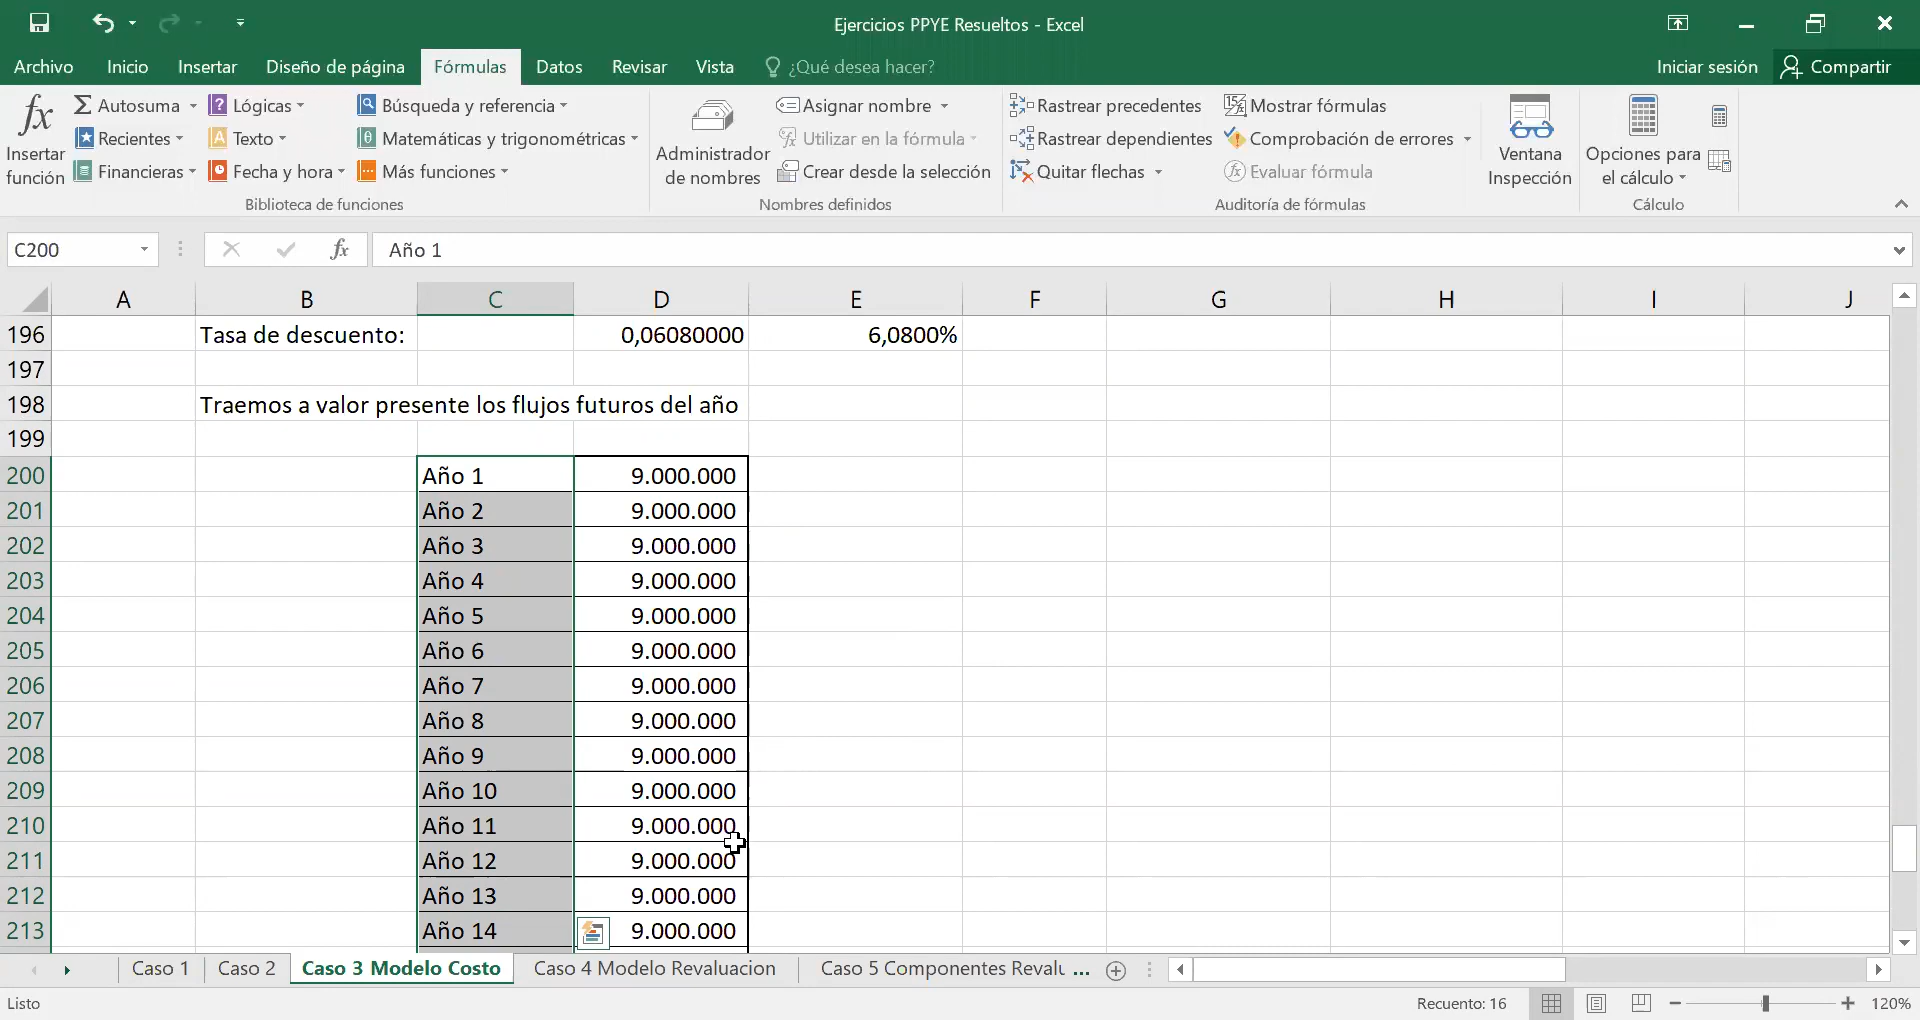 Ejercicios PPYE Resueltos - Excel
Archivo Inicio Insertar Diseño de página Fórmulas Datos Revisar Vista ¿Qué desea hacer? Iniciar sesión Compartir
fx Σ Autosuma ? Lógicas Búsqueda y referencia Asignar nombre Rastrear precedentes Mostrar fórmulas
Recientes A Texto θ Matemáticas y trigonométricas Utilizar en la fórmula Rastrear dependientes Comprobación de errores
Insertar función Financieras Fecha y hora Más funciones Administrador de nombres Crear desde la selección Quitar flechas Evaluar fórmula Ventana Inspección Opciones para el cálculo
Biblioteca de funciones Nombres definidos Auditoría de fórmulas Cálculo
C200 fx Año 1
A B C D E F G H I J
196 Tasa de descuento: 0,06080000 6,0800%
197
198 Traemos a valor presente los flujos futuros del año
199
200 Año 1 9.000.000
201 Año 2 9.000.000
202 Año 3 9.000.000
203 Año 4 9.000.000
204 Año 5 9.000.000
205 Año 6 9.000.000
206 Año 7 9.000.000
207 Año 8 9.000.000
208 Año 9 9.000.000
209 Año 10 9.000.000
210 Año 11 9.000.000
211 Año 12 9.000.000
212 Año 13 9.000.000
213 Año 14 9.000.000
Caso 1 Caso 2 Caso 3 Modelo Costo Caso 4 Modelo Revaluacion Caso 5 Componentes Revalu ...
Listo Recuento: 16 120%